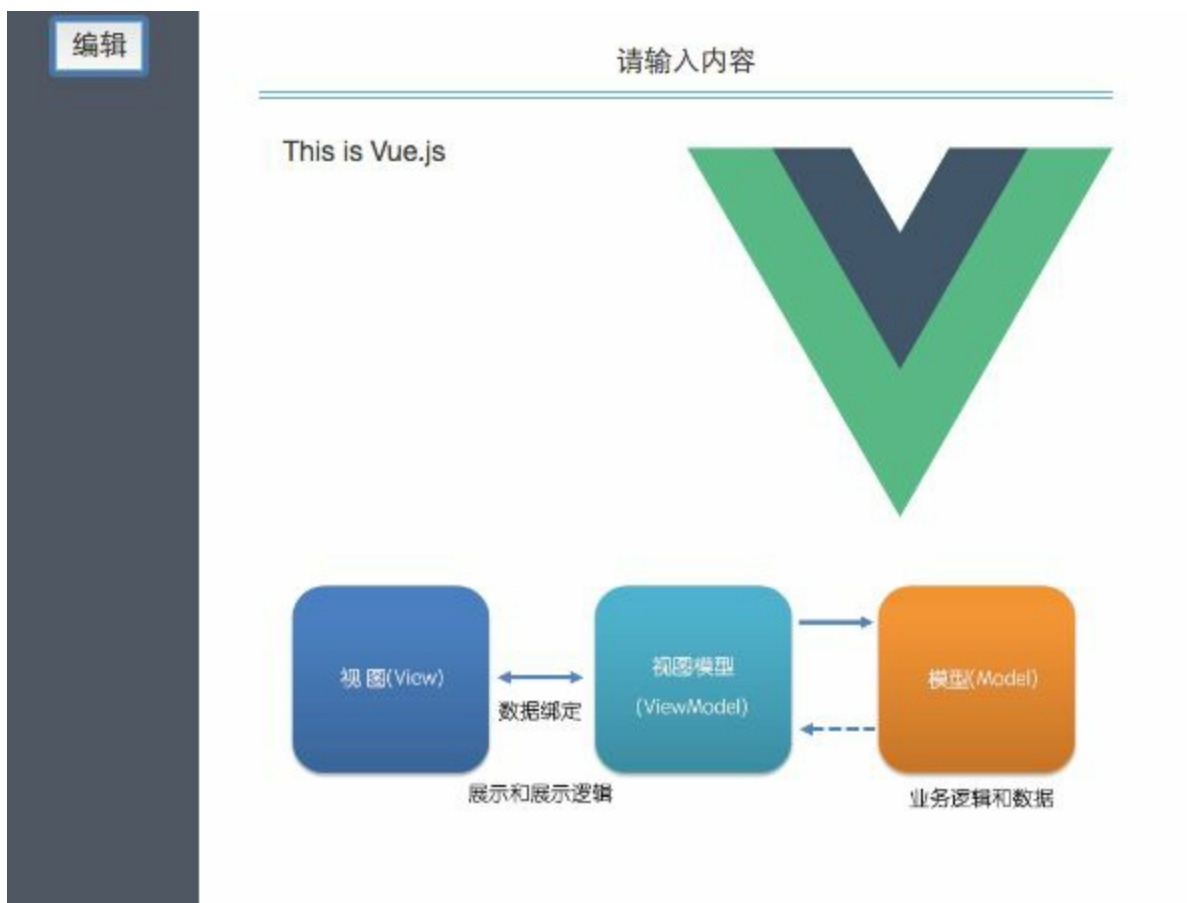 编辑
请输入内容
This is Vue.js
视图(View)
数据绑定
视图模型
(ViewModel)
模型(Model)
展示和展示逻辑
业务逻辑和数据